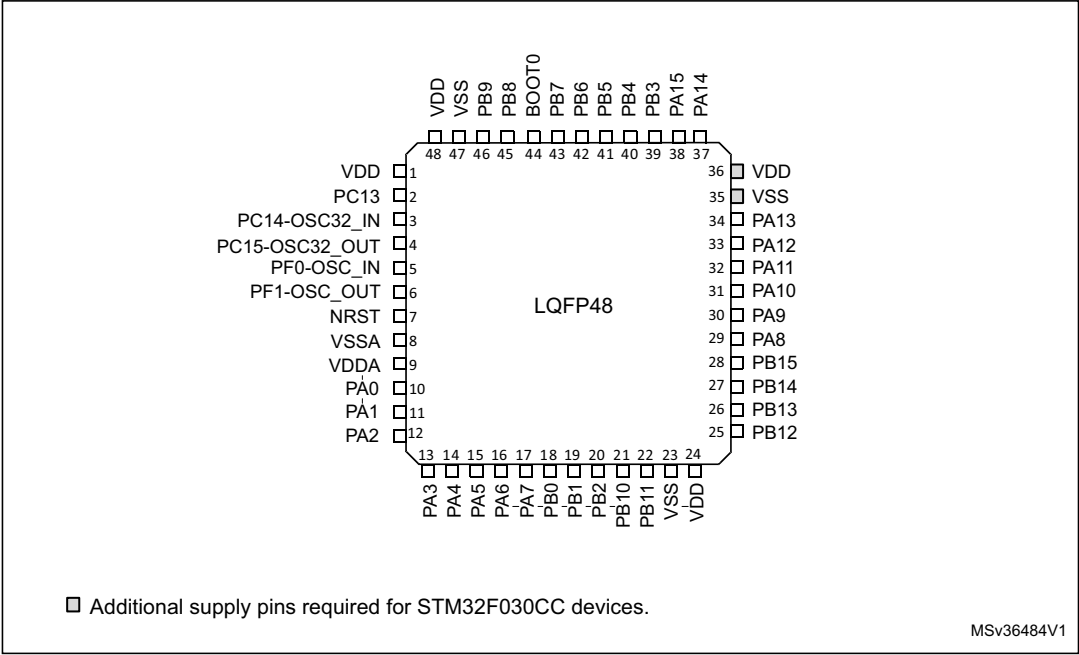 VDD
VSS
PB9
PB8
BOOT0
PB7
PB6
PB5
PB4
PB3
PA15
PA14
48 47 46 45 44 43 42 41 40 39 38 37
VDD 1
PC13 2
PC14-OSC32_IN 3
PC15-OSC32_OUT 4
PF0-OSC_IN 5
PF1-OSC_OUT 6
NRST 7
VSSA 8
VDDA 9
PA0 10
PA1 11
PA2 12
LQFP48
36 VDD
35 VSS
34 PA13
33 PA12
32 PA11
31 PA10
30 PA9
29 PA8
28 PB15
27 PB14
26 PB13
25 PB12
13 14 15 16 17 18 19 20 21 22 23 24
PA3
PA4
PA5
PA6
PA7
PB0
PB1
PB2
PB10
PB11
VSS
VDD
Additional supply pins required for STM32F030CC devices.
MSv36484V1